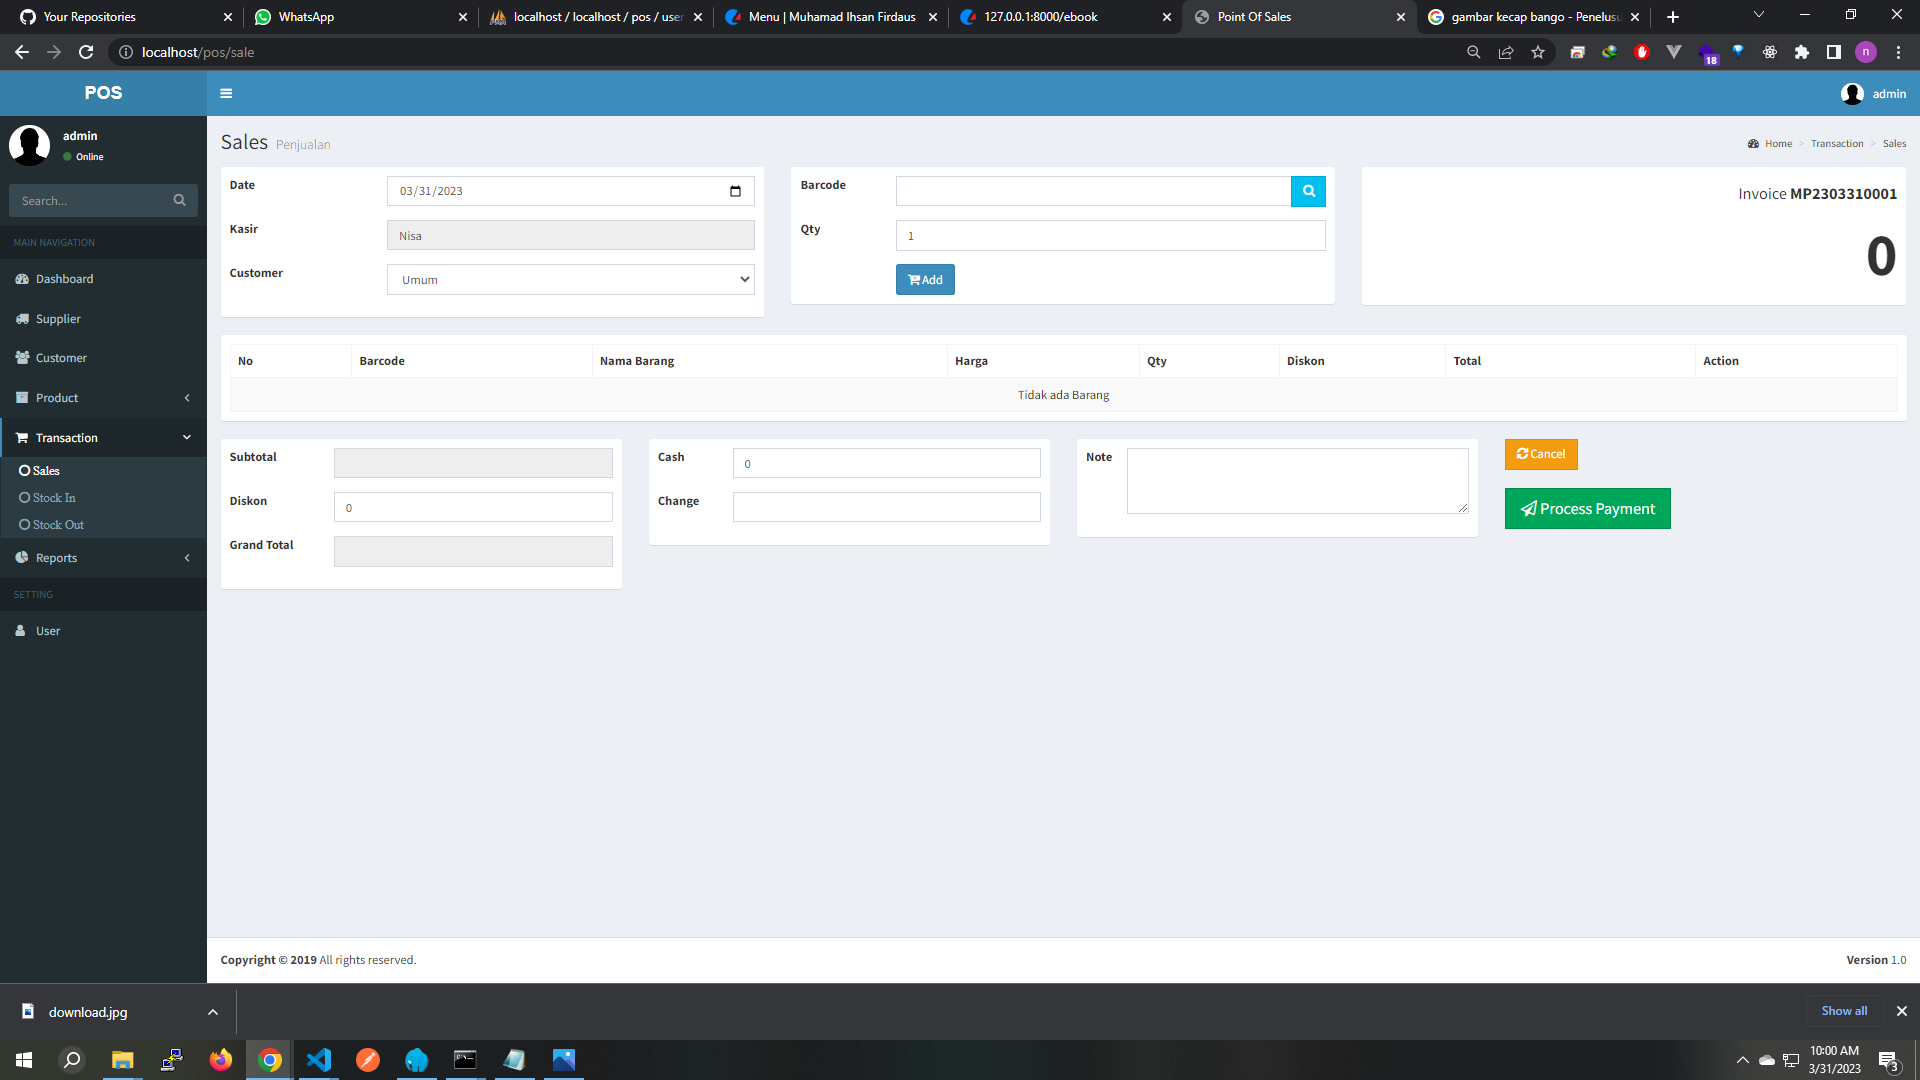 Your Repositories
WhatsApp
localhost / localhost / pos / user
Menu | Muhamad Ihsan Firdaus
127.0.0.1:8000/ebook
Point Of Sales
gambar kecap bango - Penelusu
localhost/pos/sale
18
n
POS
admin
admin
Online
Search...
MAIN NAVIGATION
Dashboard
Supplier
Customer
Product
Transaction
Sales
Stock In
Stock Out
Reports
SETTING
User
Sales Penjualan
Home > Transaction > Sales
Date
03/31/2023
Kasir
Nisa
Customer
Umum
Barcode
Qty
1
Add
Invoice MP2303310001
0
No Barcode Nama Barang Harga Qty Diskon Total Action
Tidak ada Barang
Subtotal
Diskon
0
Grand Total
Cash
0
Change
Note
Cancel
Process Payment
Copyright © 2019 All rights reserved.
Version 1.0
download.jpg
Show all
10:00 AM
3/31/2023
3